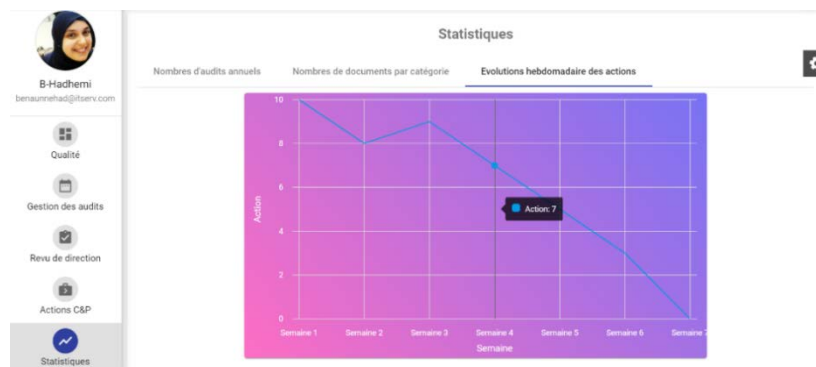 Statistiques
Nombres d'audits annuels
Nombres de documents par catégorie
Evolutions hebdomadaire des actions
B-Hadhemi
benaunnehad@itserv.com
Qualité
Gestion des audits
Revu de direction
Actions C&P
Statistiques
10
8
6
4
2
0
Action
Action: 7
Semaine 1 Semaine 2 Semaine 3 Semaine 4 Semaine 5 Semaine 6 Semaine 7
Semaine